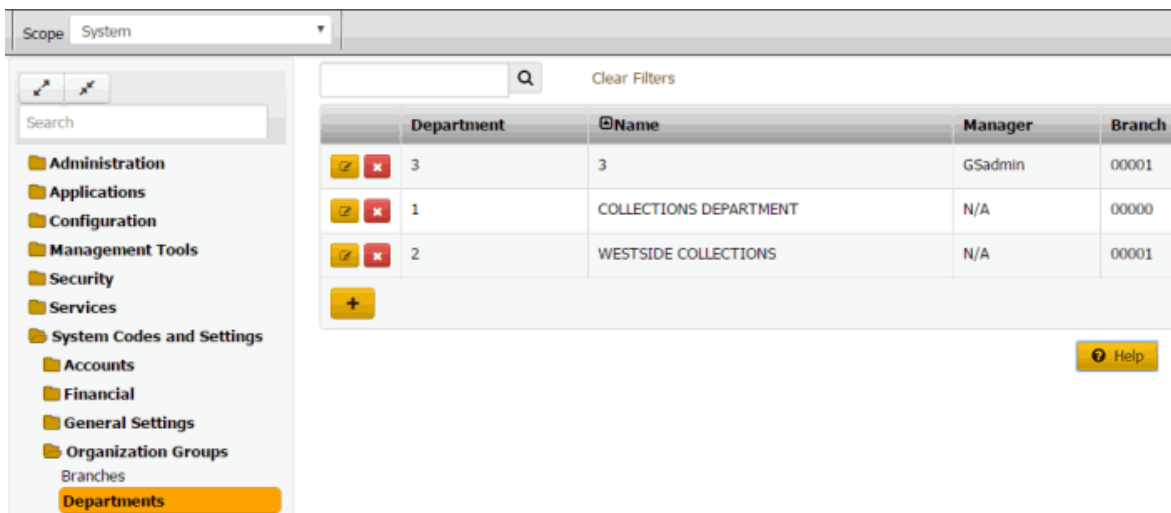 Scope System
Clear Filters
Search
Administration
Applications
Configuration
Management Tools
Security
Services
System Codes and Settings
Accounts
Financial
General Settings
Organization Groups
Branches
Departments
Department Name Manager Branch
3 3 GSadmin 00001
1 COLLECTIONS DEPARTMENT N/A 00000
2 WESTSIDE COLLECTIONS N/A 00001
Help